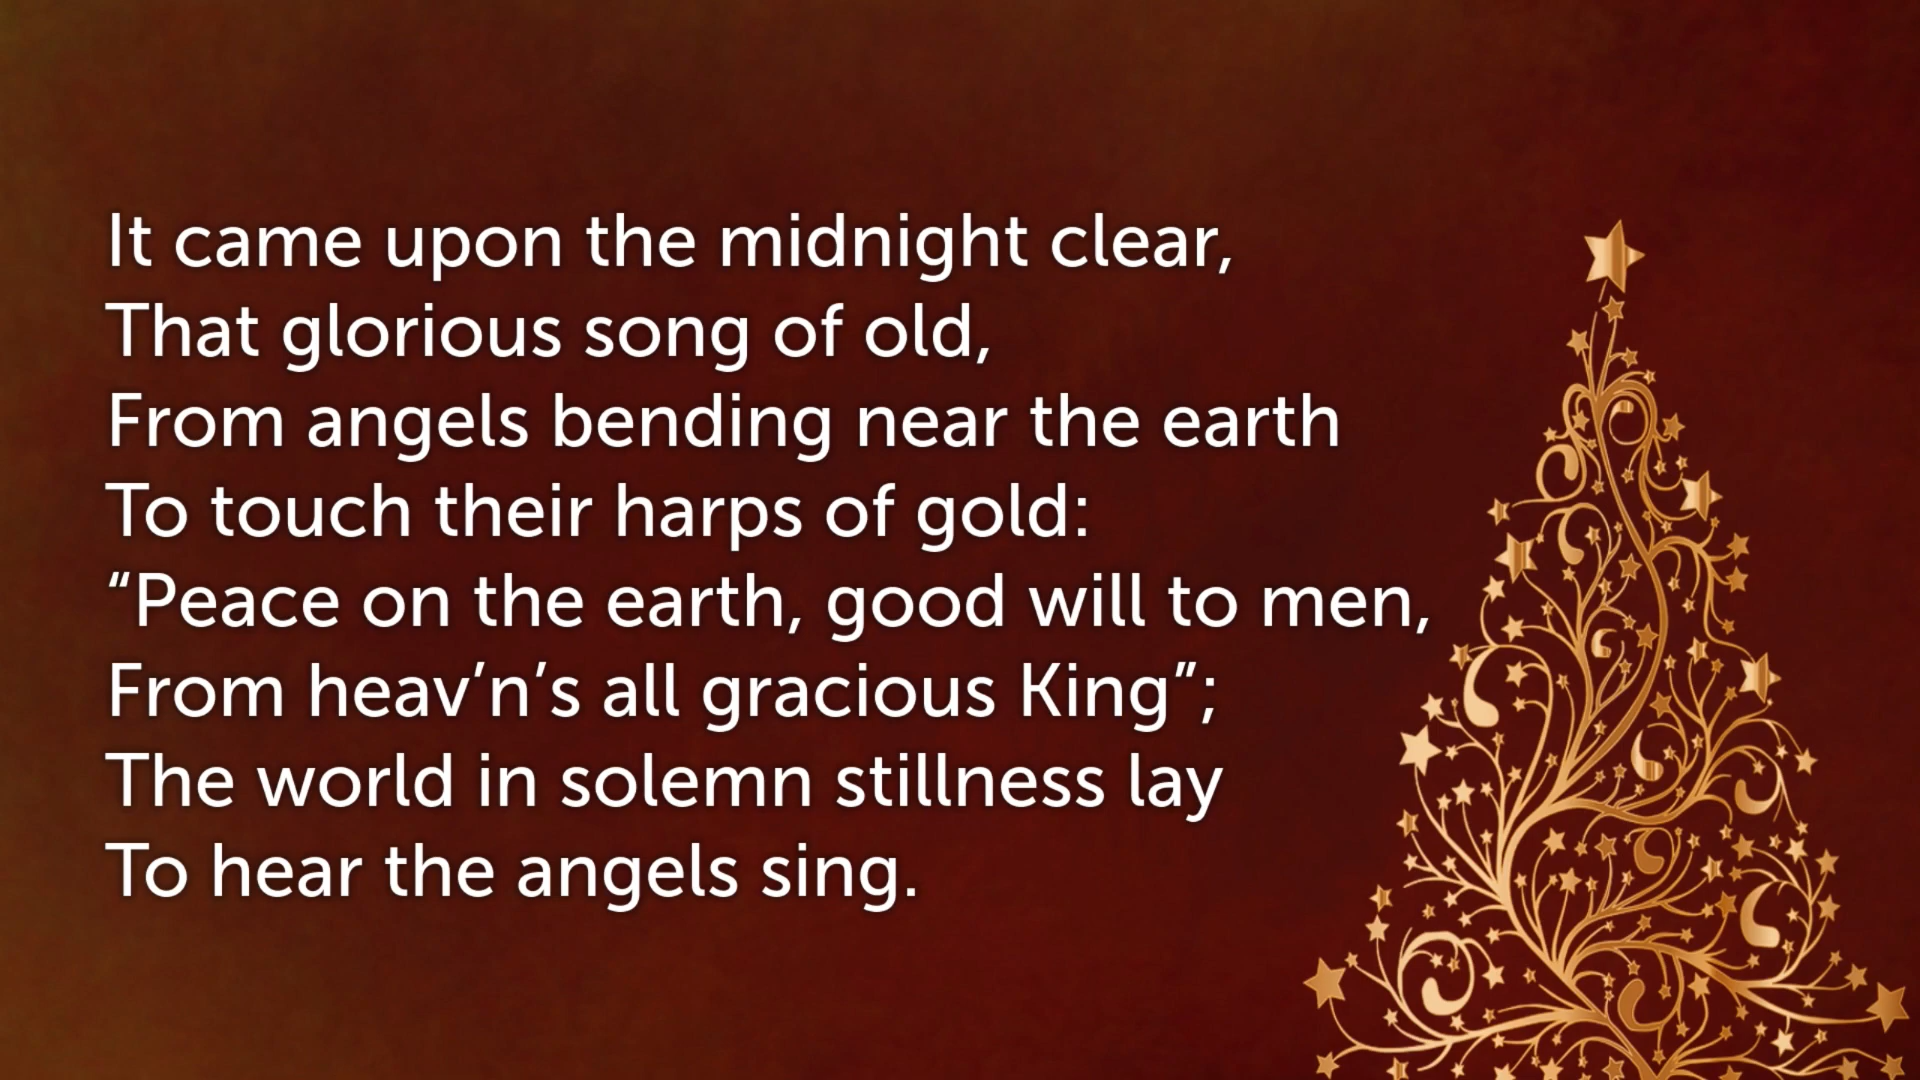 It came upon the midnight clear,
That glorious song of old,
From angels bending near the earth
To touch their harps of gold:
“Peace on the earth, good will to men,
From heav’n’s all gracious King”;
The world in solemn stillness lay
To hear the angels sing.